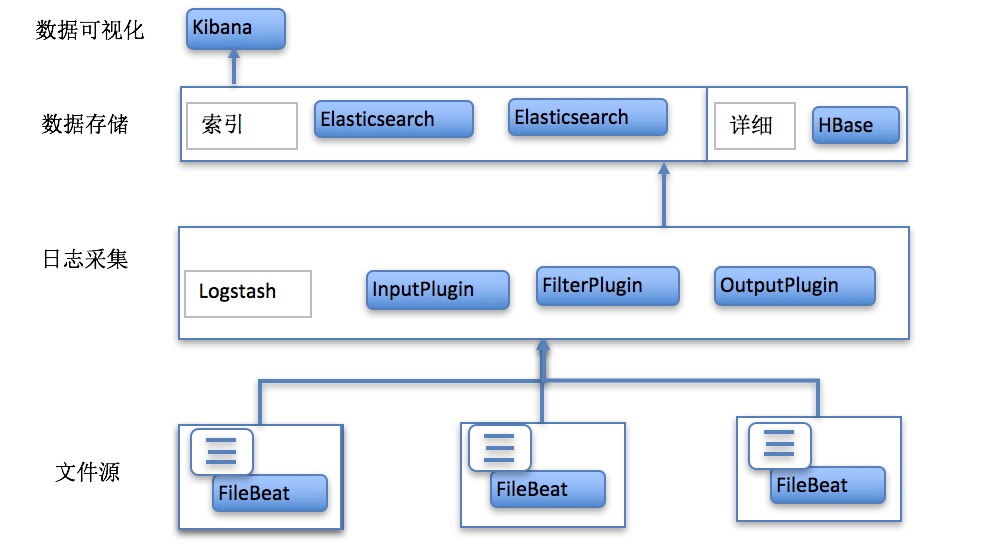 数据可视化
Kibana
数据存储
索引
Elasticsearch
Elasticsearch
详细
HBase
日志采集
Logstash
InputPlugin
FilterPlugin
OutputPlugin
文件源
FileBeat
FileBeat
FileBeat